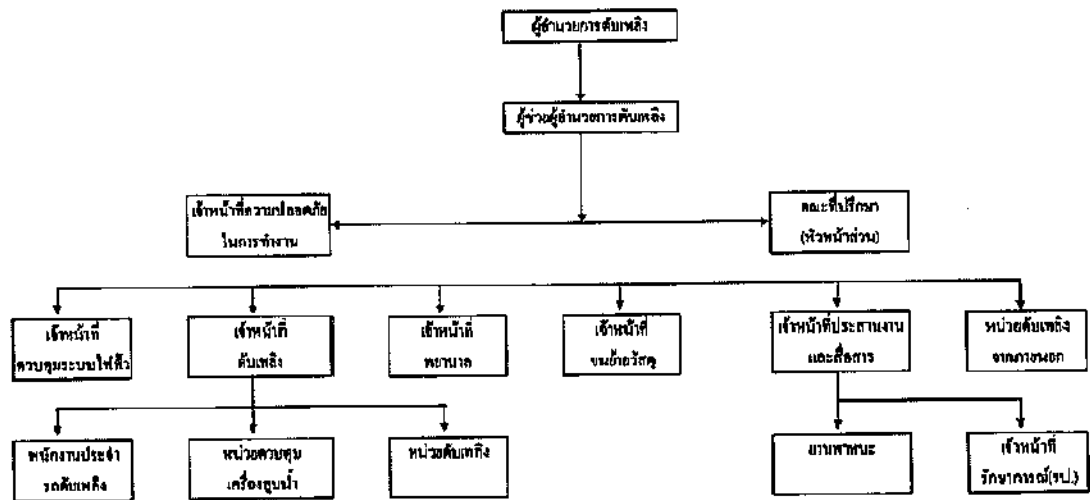 ผู้อำนวยการดับเพลิง
ผู้ช่วยผู้อำนวยการดับเพลิง
เจ้าหน้าที่ความปลอดภัย
ในการทำงาน
คณะที่ปรึกษา
(หัวหน้าส่วน)
เจ้าหน้าที่
ควบคุมระบบไฟฟ้า
เจ้าหน้าที่
ดับเพลิง
เจ้าหน้าที่
พยาบาล
เจ้าหน้าที่
ขนย้ายวัสดุ
เจ้าหน้าที่ประสานงาน
และสื่อสาร
หน่วยดับเพลิง
จากภายนอก
พนักงานประจำ
รถดับเพลิง
หน่วยควบคุม
เครื่องสูบน้ำ
หน่วยดับเพลิง
ยานพาหนะ
เจ้าหน้าที่
รักษาการณ์(รป.)